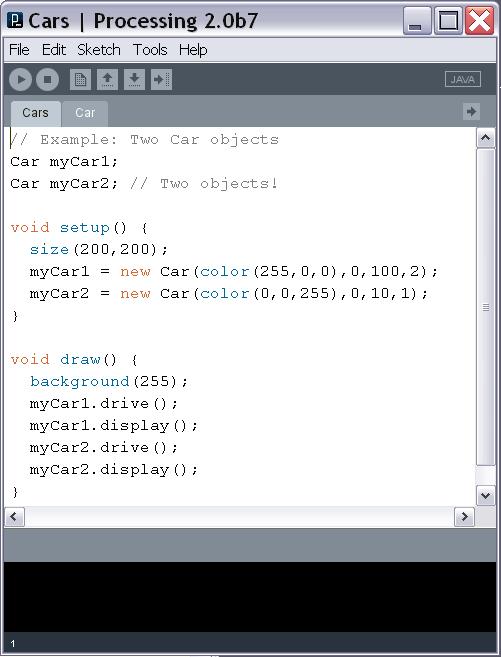 Cars | Processing 2.0b7
File Edit Sketch Tools Help
JAVA
Cars Car
// Example: Two Car objects
Car myCar1;
Car myCar2; // Two objects!
void setup() {
  size(200,200);
  myCar1 = new Car(color(255,0,0),0,100,2);
  myCar2 = new Car(color(0,0,255),0,10,1);
}
void draw() {
  background(255);
  myCar1.drive();
  myCar1.display();
  myCar2.drive();
  myCar2.display();
}
1